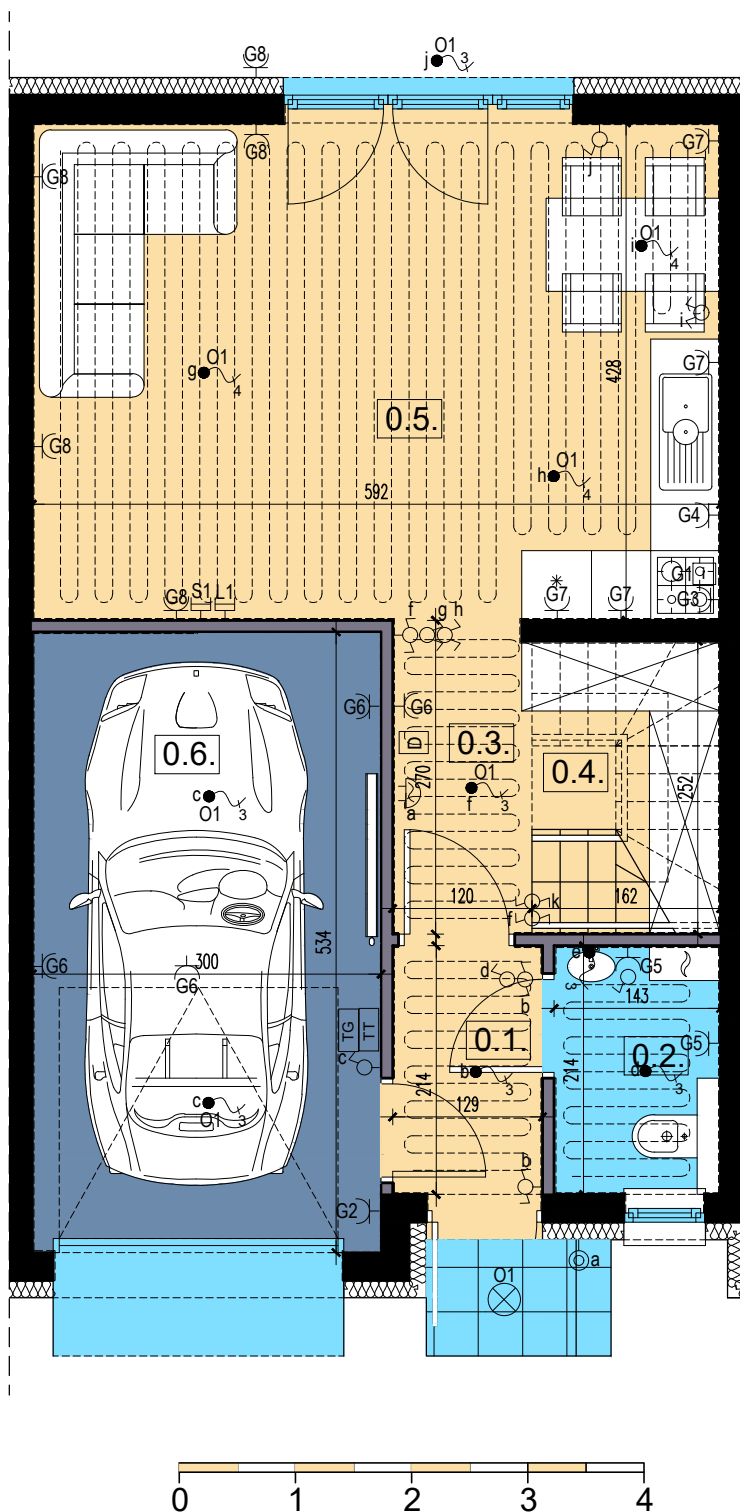 O1
j
3
G8
G8
G7
j
G8
i
O1
4
i
g
O1
4
428
G7
0.5.
G8
h
O1
4
592
G4
G1
G3
G8
S1
L1
G7
G7
f
g
h
G6
G6
D
0.3.
0.6.
0.4.
270
252
c
O1
3
a
O1
f
3
120
k
162
f
534
300
G6
G6
d
b
e
3
G5
143
TG
TT
c
0.1.
0.2.
G5
b
3
d
3
214
214
c
O1
3
129
b
G2
a
O1
0
1
2
3
4